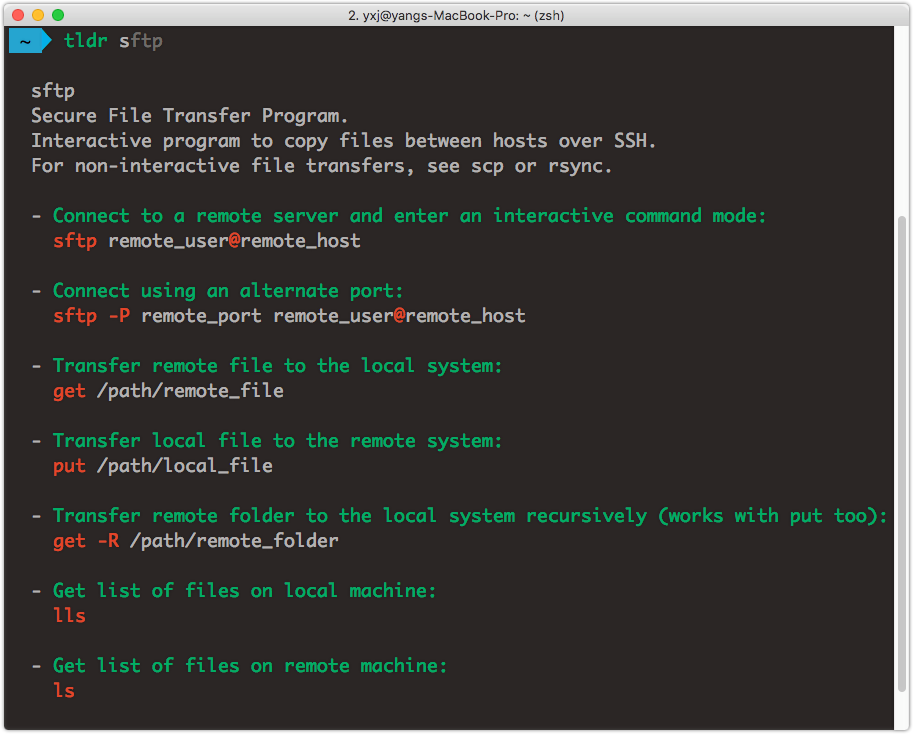 2. yxj@yangs-MacBook-Pro: ~ (zsh)
~ tldr sftp
sftp
Secure File Transfer Program.
Interactive program to copy files between hosts over SSH.
For non-interactive file transfers, see scp or rsync.
- Connect to a remote server and enter an interactive command mode:
sftp remote_user@remote_host
- Connect using an alternate port:
sftp -P remote_port remote_user@remote_host
- Transfer remote file to the local system:
get /path/remote_file
- Transfer local file to the remote system:
put /path/local_file
- Transfer remote folder to the local system recursively (works with put too):
get -R /path/remote_folder
- Get list of files on local machine:
lls
- Get list of files on remote machine:
ls